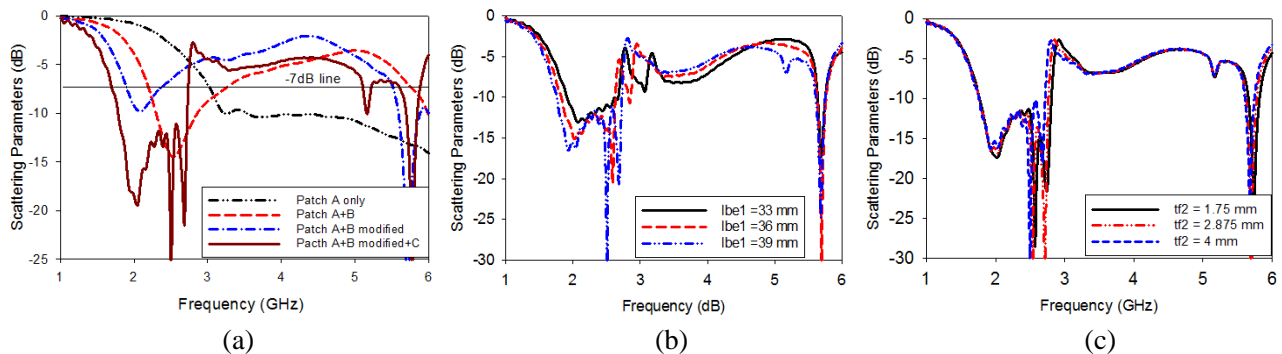 0
-5
-10
-15
-20
-25
Scattering Parameters (dB)
-7dB line
Patch A only
Patch A+B
Patch A+B modified
Pacth A+B modified+C
1 2 3 4 5 6
Frequency (GHz)
(a)
0
-5
-10
-15
-20
-25
-30
Scattering Parameters (dB)
lbe1 =33 mm
lbe1 =36 mm
lbe1 =39 mm
1 2 3 4 5 6
Frequency (dB)
(b)
0
-5
-10
-15
-20
-25
-30
Scattering Parameters (dB)
tf2 = 1.75 mm
tf2 = 2.875 mm
tf2 = 4 mm
1 2 3 4 5 6
Frequency (GHz)
(c)